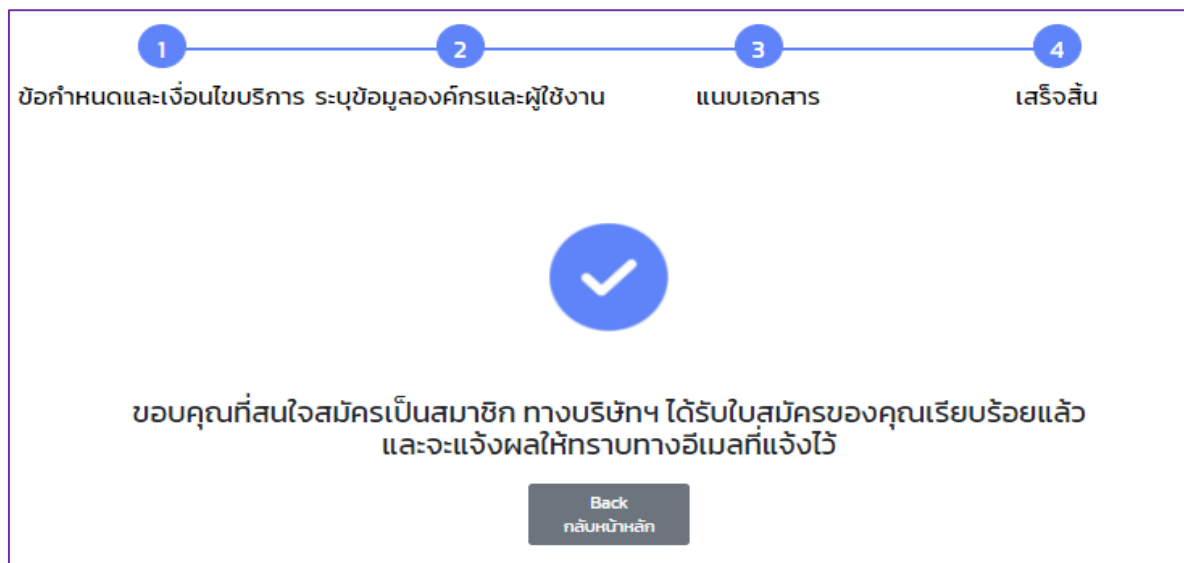 1 2 3 4
ข้อกำหนดและเงื่อนไขบริการ ระบุข้อมูลองค์กรและผู้ใช้งาน แนบเอกสาร เสร็จสิ้น
ขอบคุณที่สนใจสมัครเป็นสมาชิก ทางบริษัทฯ ได้รับใบสมัครของคุณเรียบร้อยแล้ว
และจะแจ้งผลให้ทราบทางอีเมลที่แจ้งไว้
Back
กลับหน้าหลัก